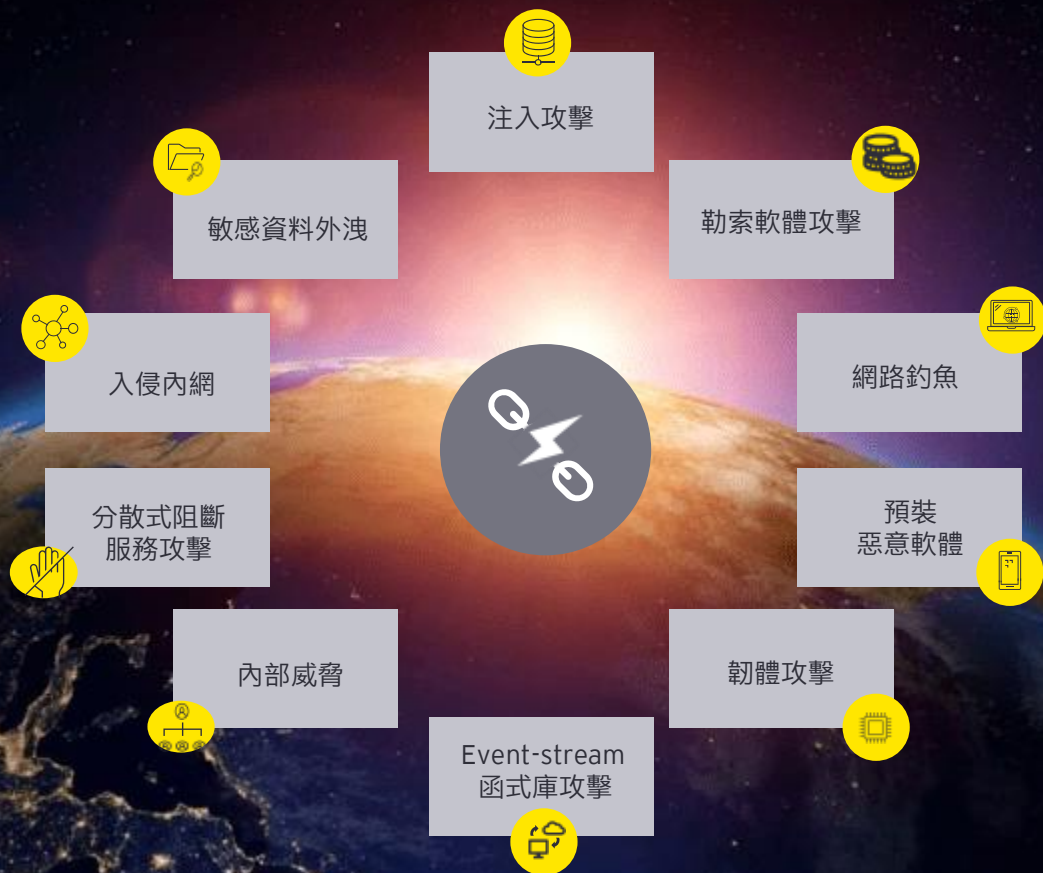 注入攻擊
敏感資料外洩
勒索軟體攻擊
入侵內網
網路釣魚
分散式阻斷
服務攻擊
預裝
惡意軟體
內部威脅
韌體攻擊
Event-stream
函式庫攻擊